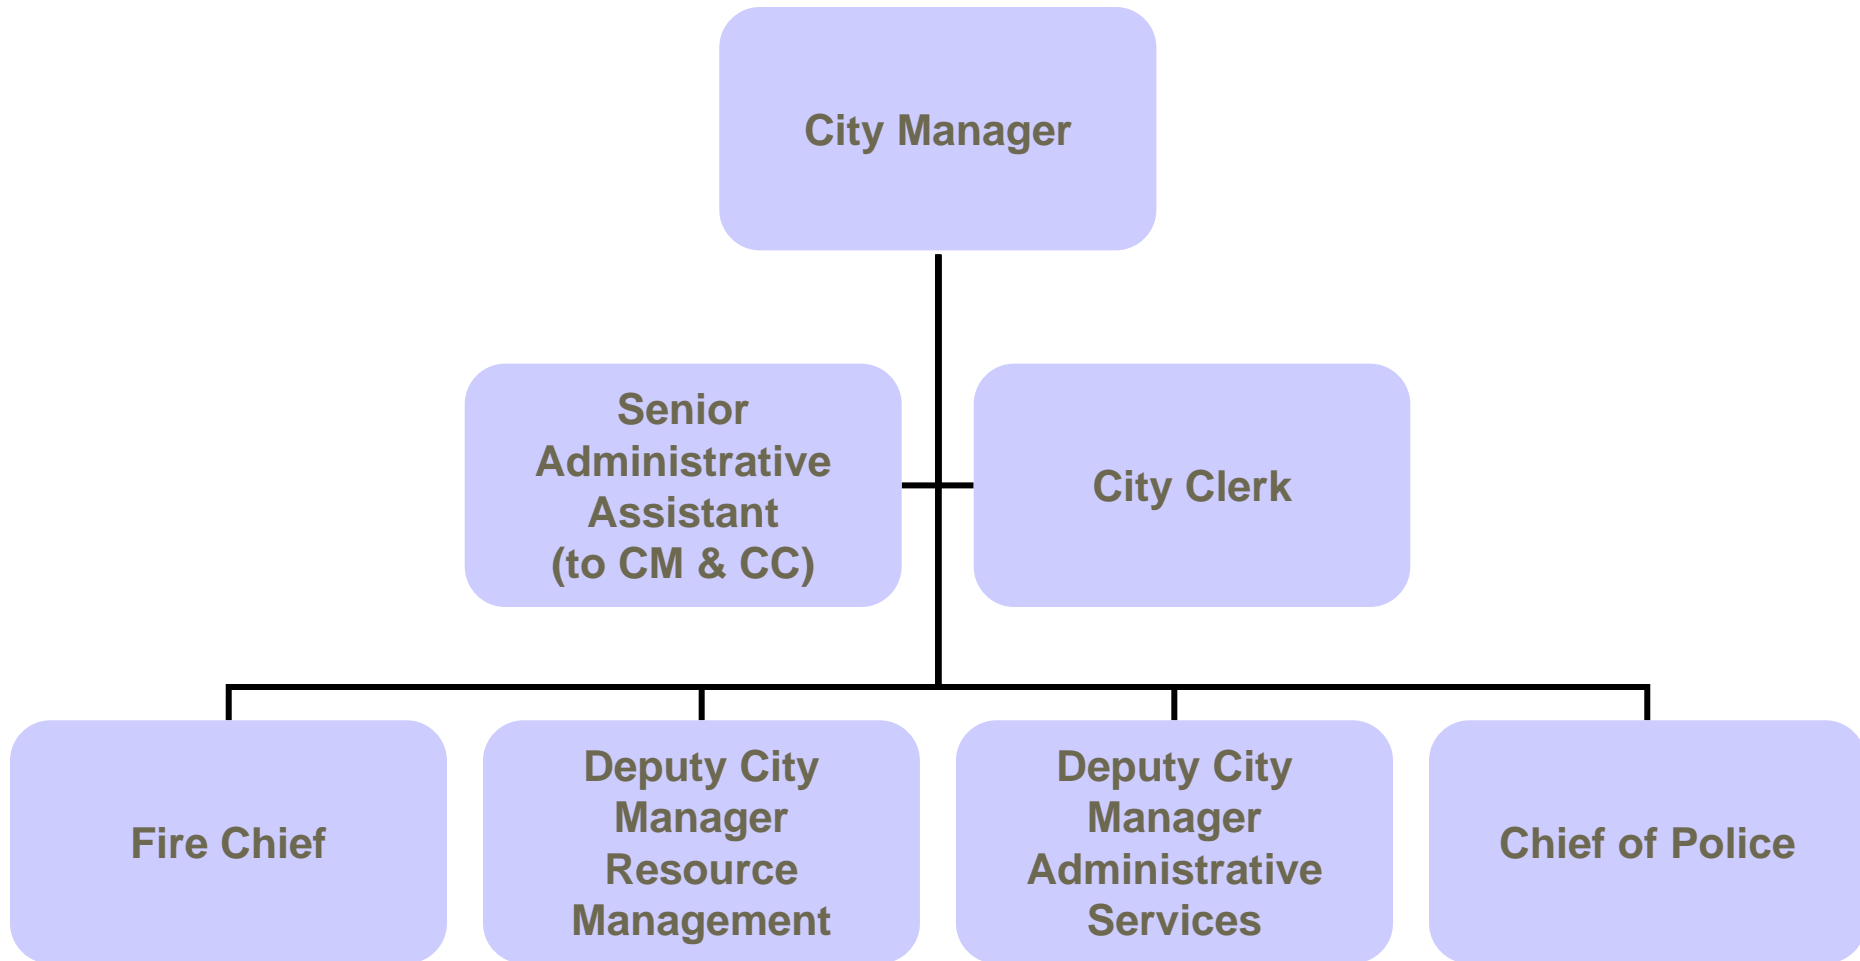 City Manager
Senior
Administrative
Assistant
(to CM & CC)
City Clerk
Fire Chief
Deputy City
Manager
Resource
Management
Deputy City
Manager
Administrative
Services
Chief of Police